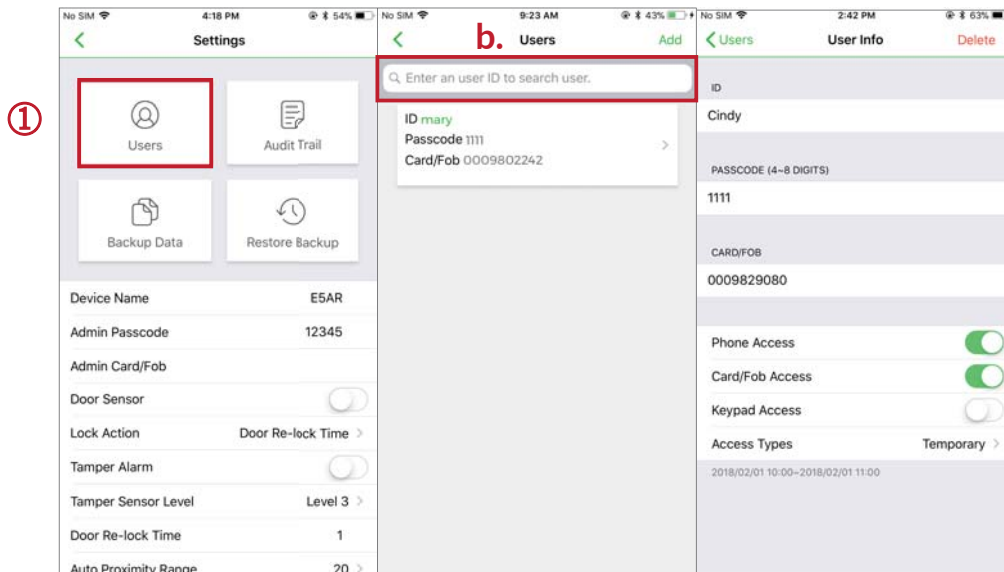 No SIM 4:18 PM 54%
Settings
①
Users
Audit Trail
Backup Data
Restore Backup
Device Name E5AR
Admin Passcode 12345
Admin Card/Fob
Door Sensor
Lock Action Door Re-lock Time
Tamper Alarm
Tamper Sensor Level Level 3
Door Re-lock Time 1
Auto Proximity Range 20
No SIM 9:23 AM 43%
b. Users Add
Enter an user ID to search user.
ID mary
Passcode 1111
Card/Fob 0009802242
No SIM 2:42 PM 63%
Users User Info Delete
ID
Cindy
PASSCODE (4~8 DIGITS)
1111
CARD/FOB
0009829080
Phone Access
Card/Fob Access
Keypad Access
Access Types Temporary
2018/02/01 10:00~2018/02/01 11:00